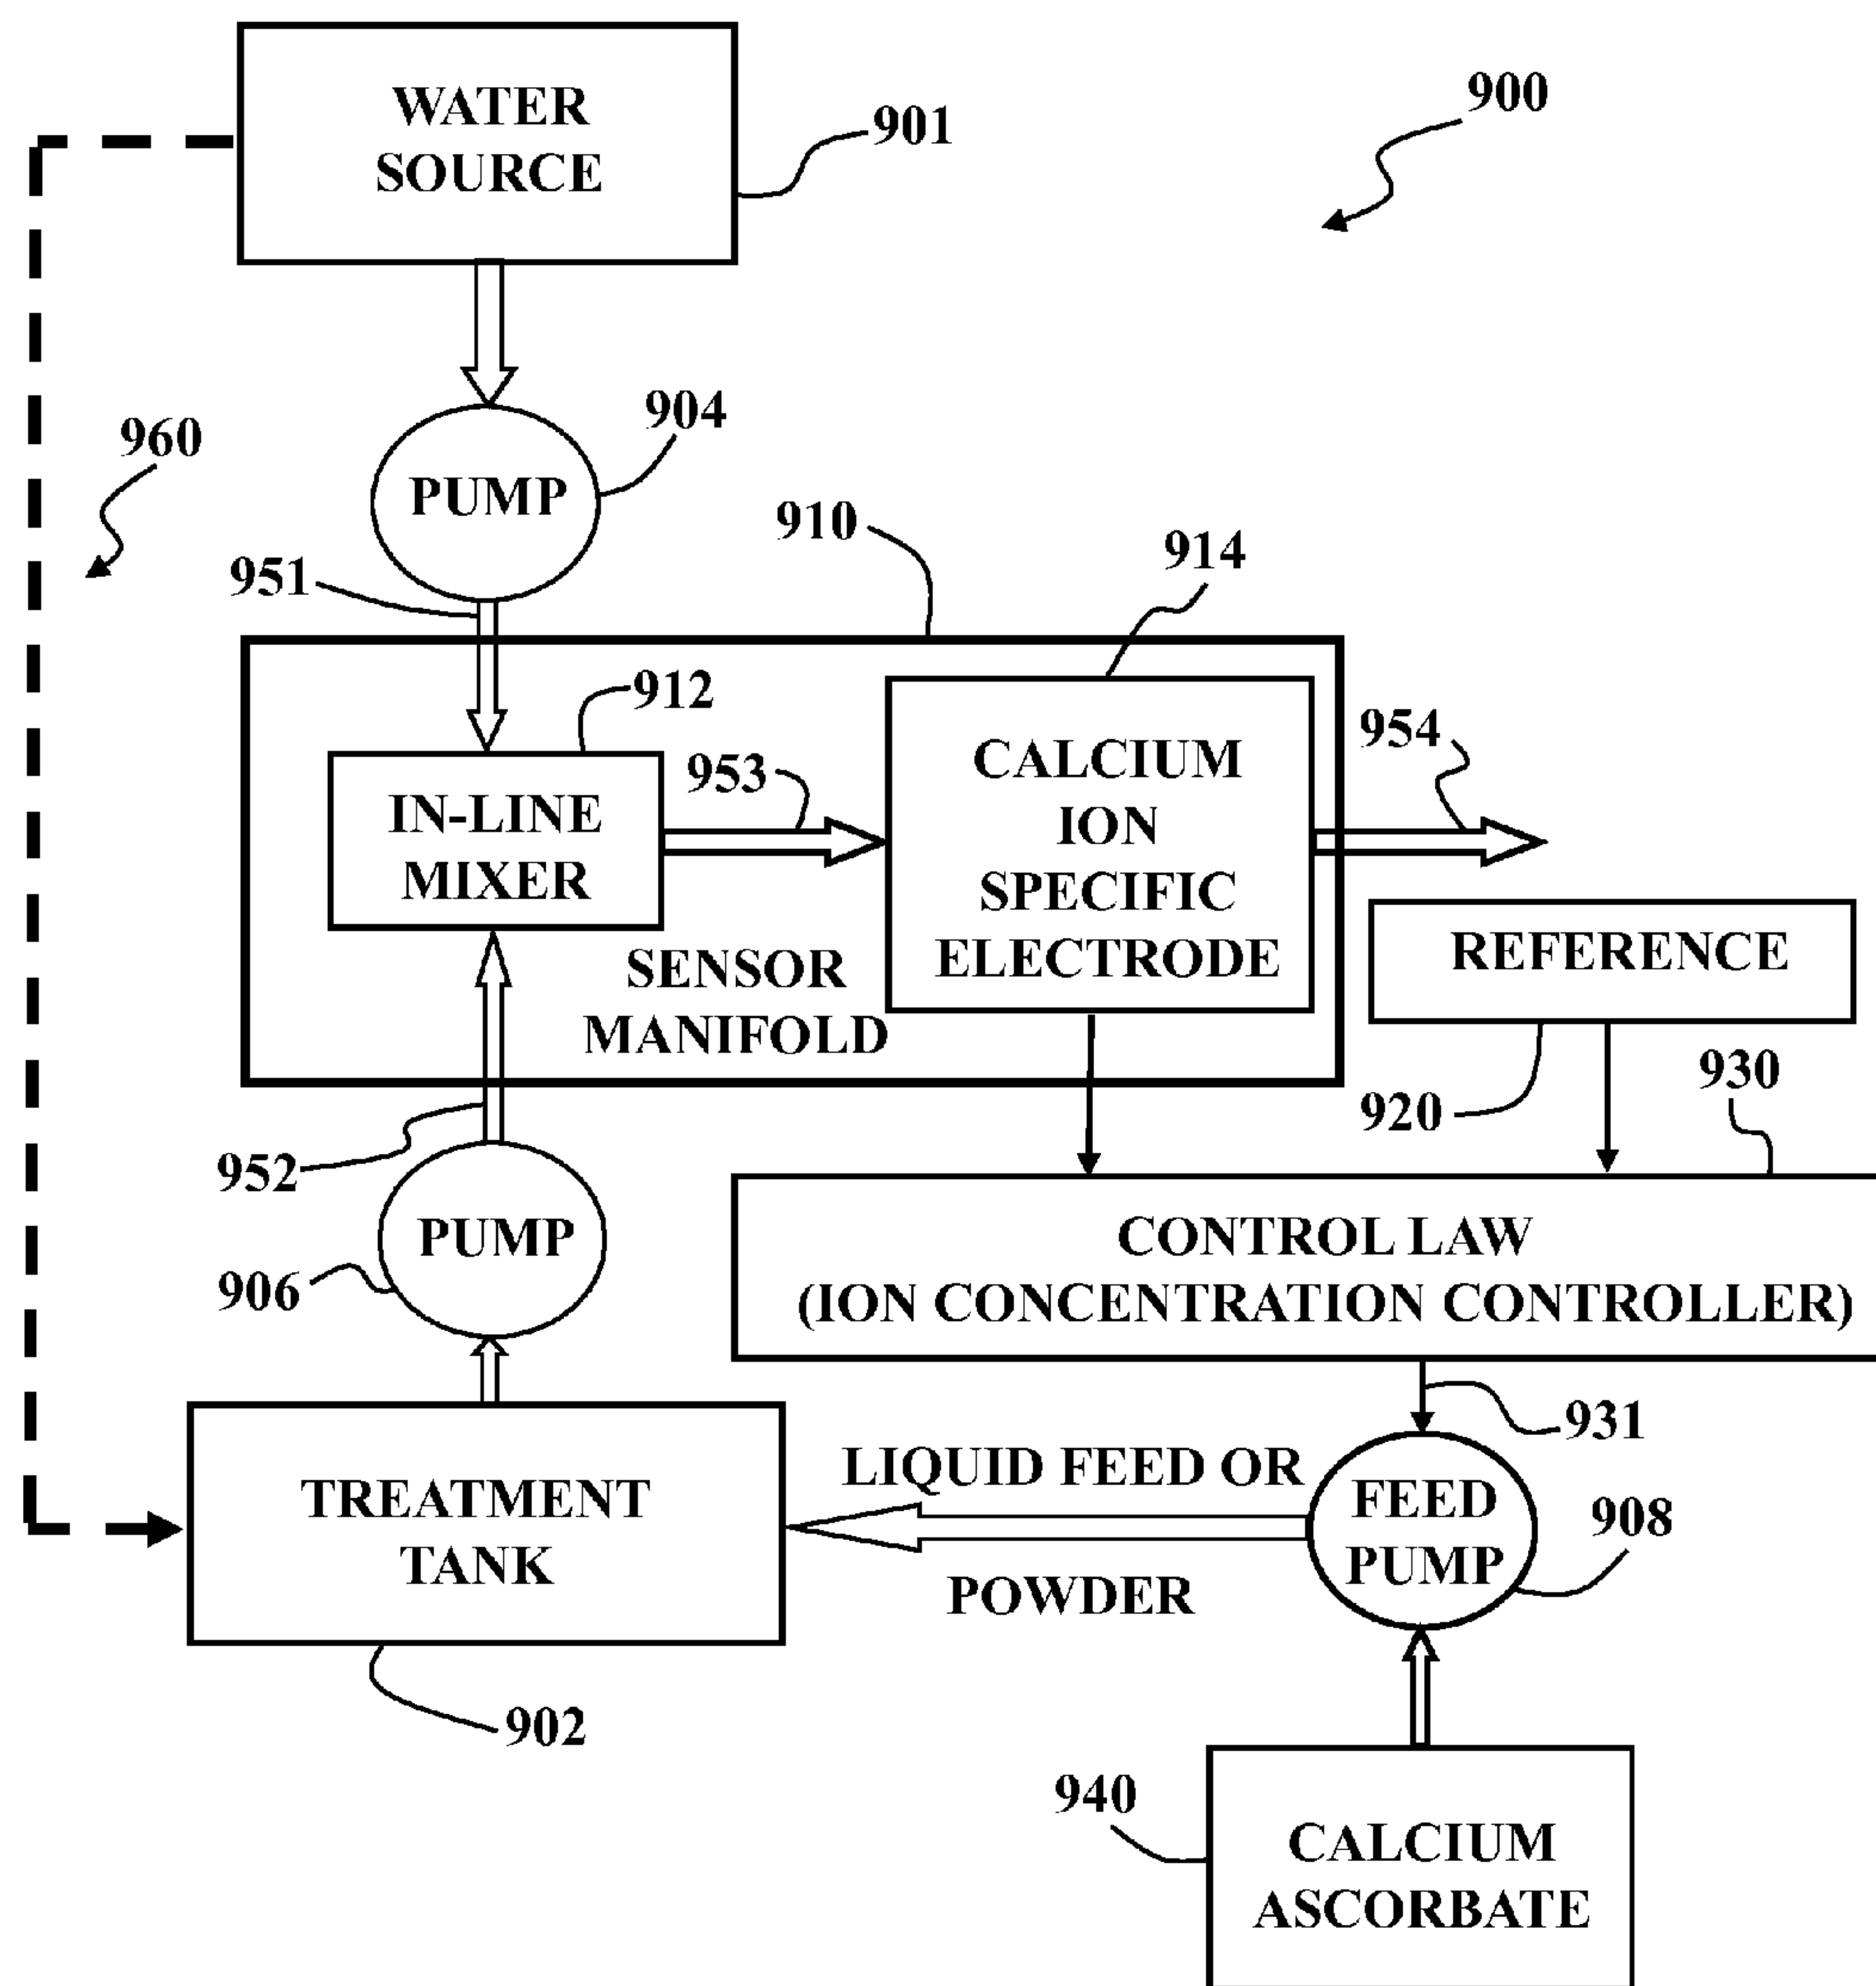 WATER
SOURCE
901
900
960
904
PUMP
951
910
914
912
953
954
IN-LINE
MIXER
CALCIUM
ION
SPECIFIC
ELECTRODE
SENSOR
MANIFOLD
REFERENCE
920
930
952
PUMP
906
CONTROL LAW
(ION CONCENTRATION CONTROLLER)
931
TREATMENT
TANK
LIQUID FEED OR
POWDER
FEED
PUMP
908
902
940
CALCIUM
ASCORBATE